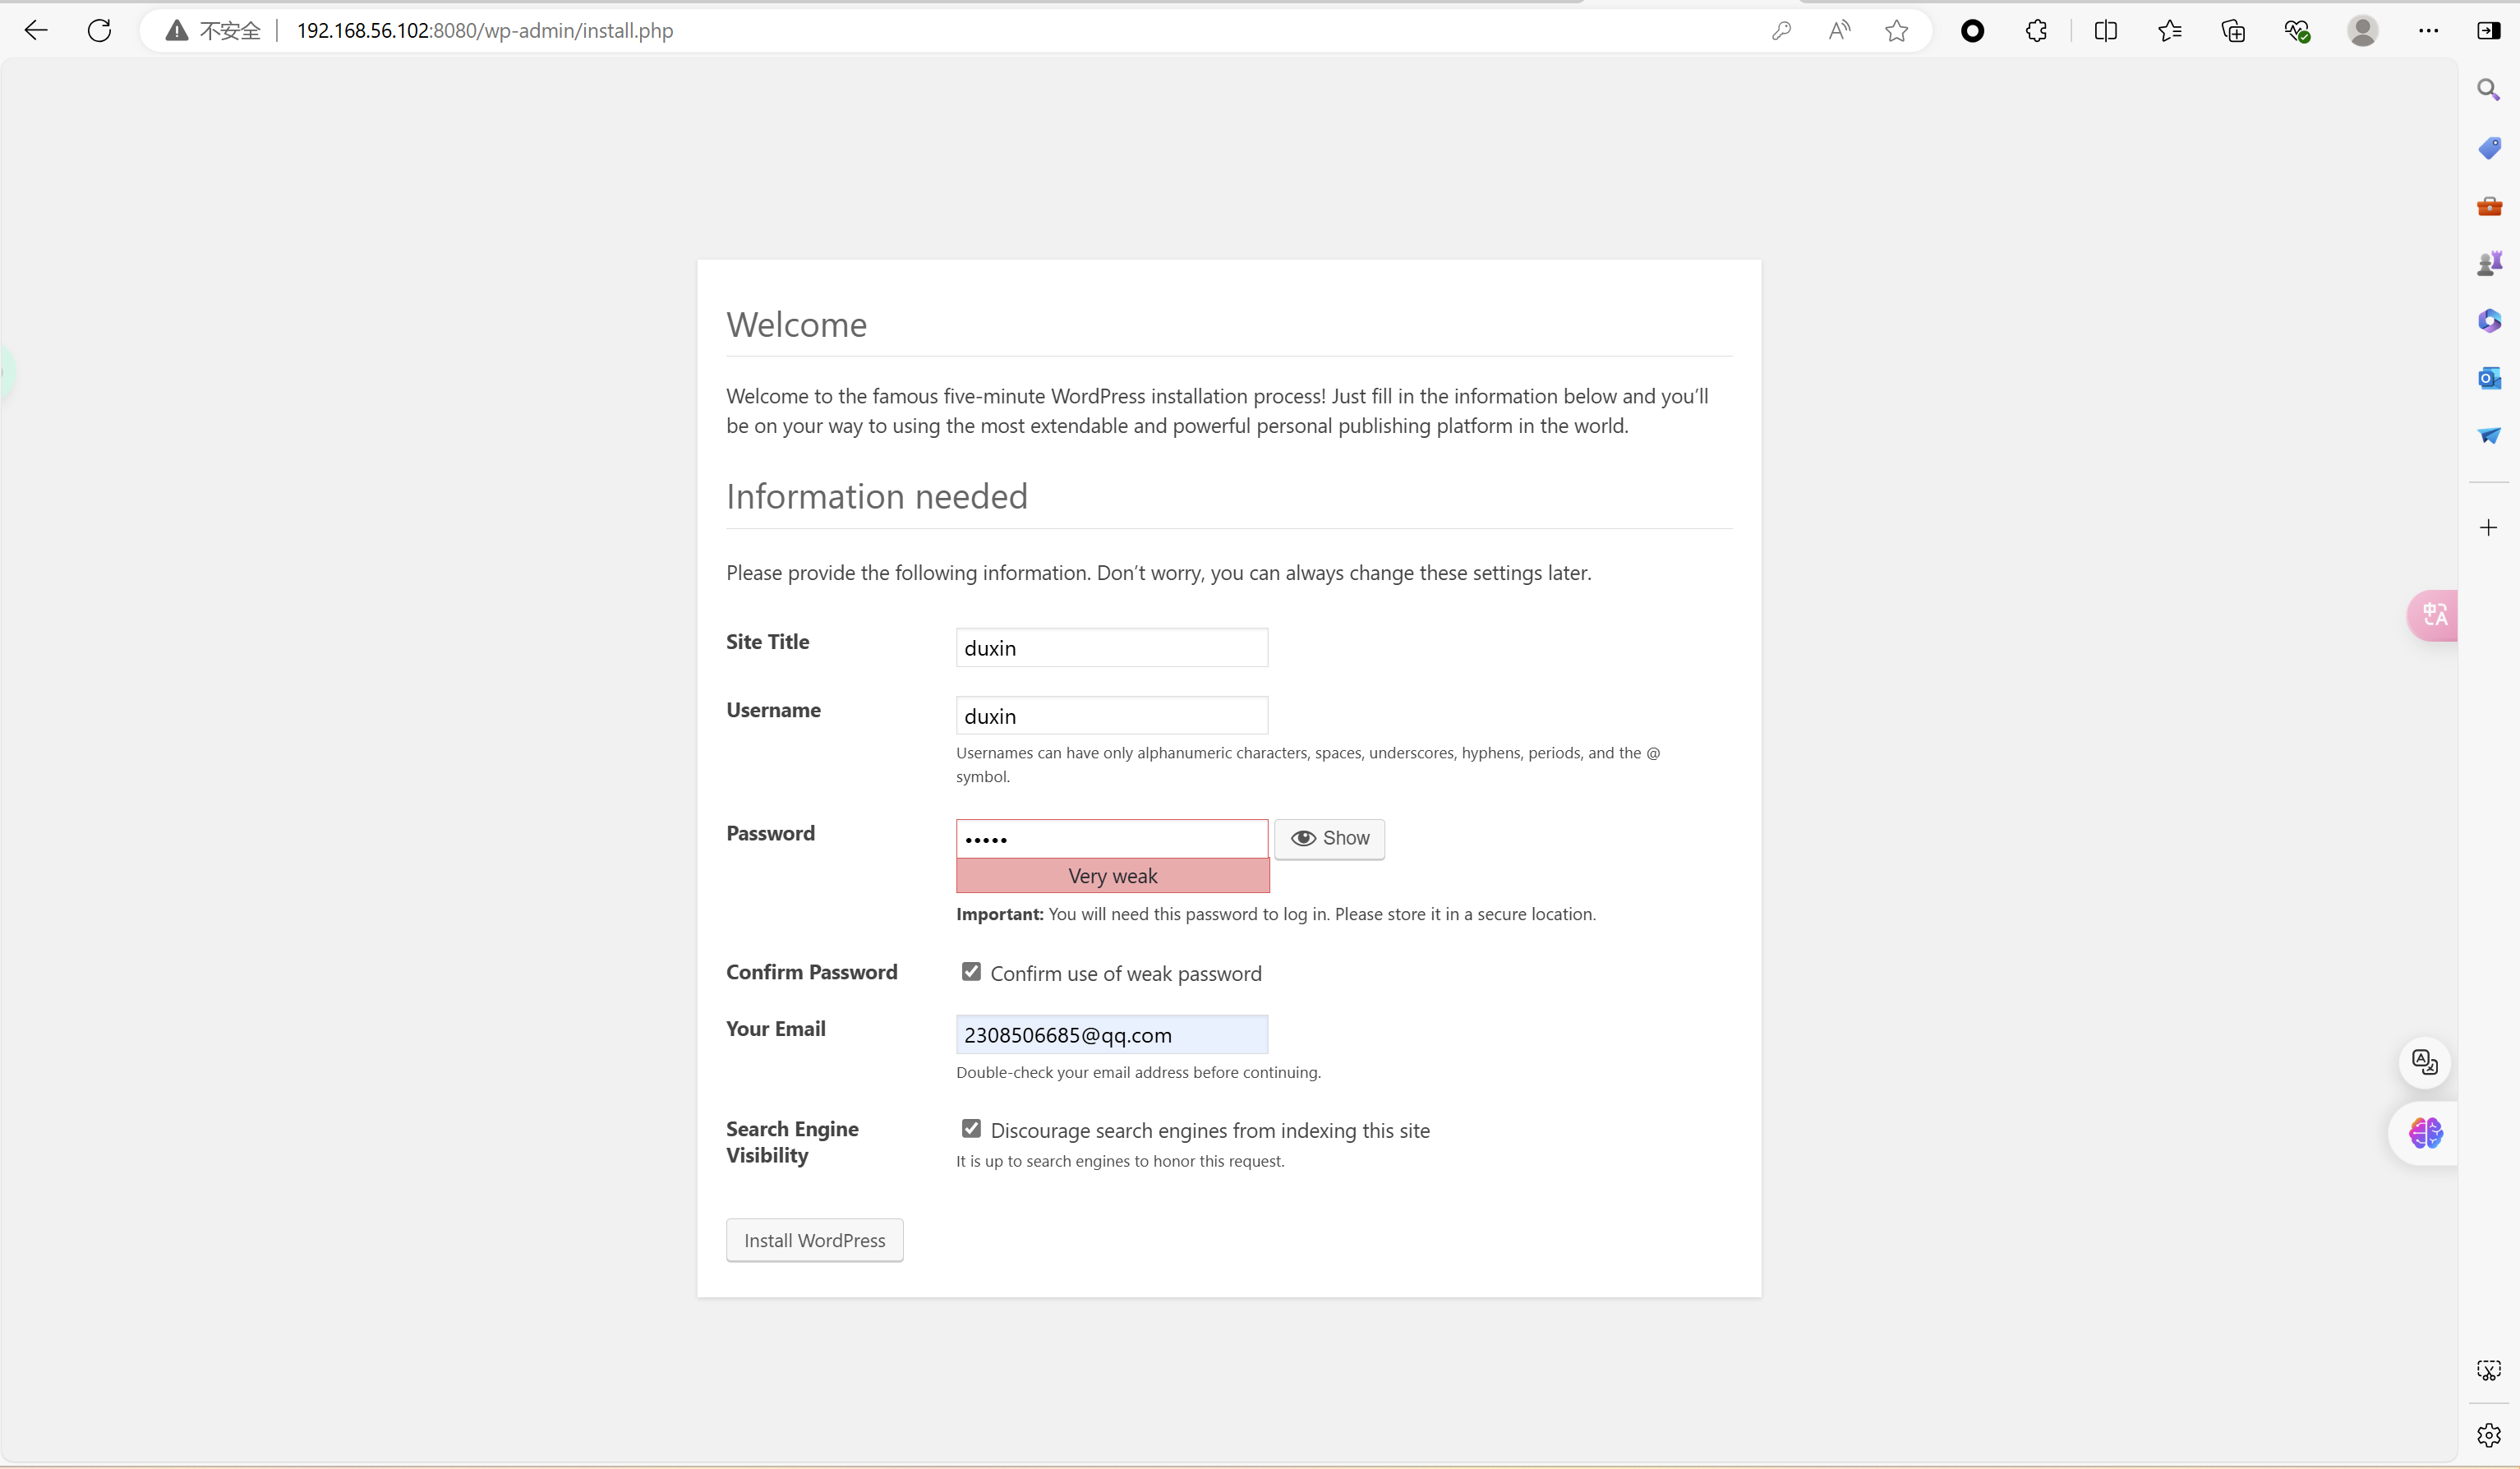 不安全 192.168.56.102:8080/wp-admin/install.php
Welcome
Welcome to the famous five-minute WordPress installation process! Just fill in the information below and you’ll
be on your way to using the most extendable and powerful personal publishing platform in the world.
Information needed
Please provide the following information. Don’t worry, you can always change these settings later.
Site Title duxin
Username duxin
Usernames can have only alphanumeric characters, spaces, underscores, hyphens, periods, and the @
symbol.
Password ••••• Show
Very weak
Important: You will need this password to log in. Please store it in a secure location.
Confirm Password Confirm use of weak password
Your Email 2308506685@qq.com
Double-check your email address before continuing.
Search Engine
Visibility
Discourage search engines from indexing this site
It is up to search engines to honor this request.
Install WordPress